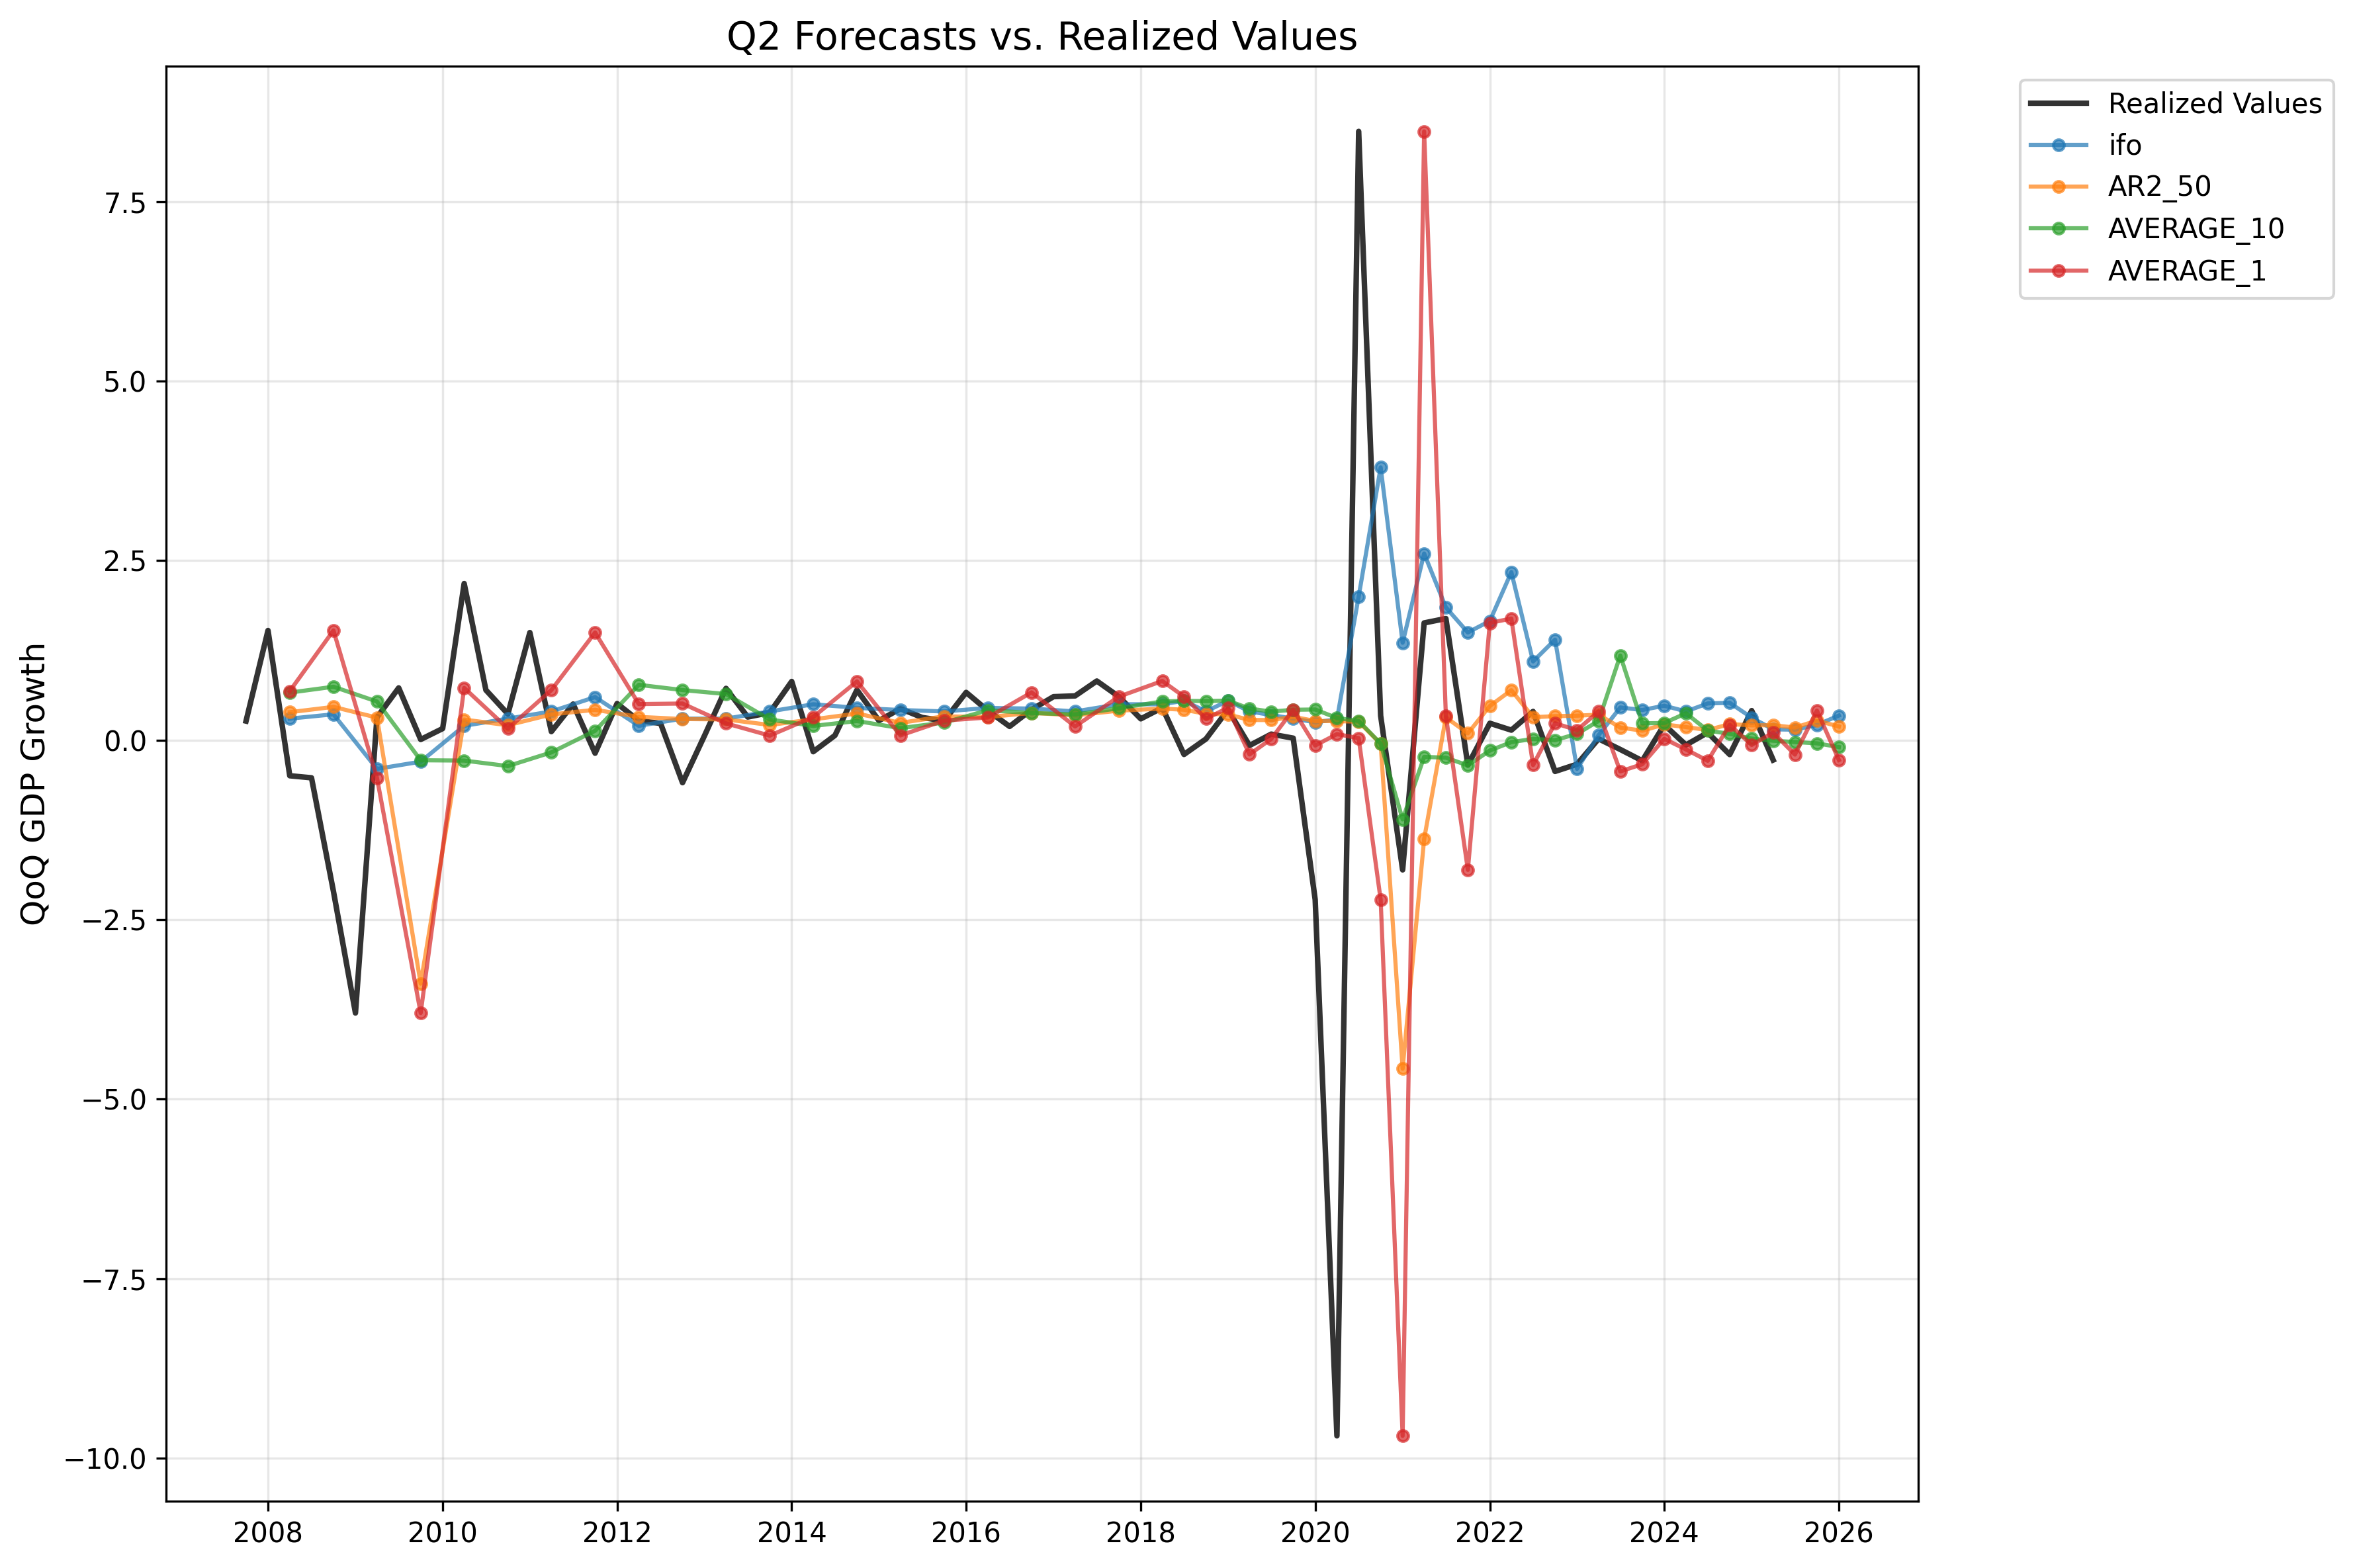 Q2 Forecasts vs. Realized Values
Realized Values
ifo
AR2_50
AVERAGE_10
AVERAGE_1
QoQ GDP Growth
7.5
5.0
2.5
0.0
−2.5
−5.0
−7.5
−10.0
2008 2010 2012 2014 2016 2018 2020 2022 2024 2026